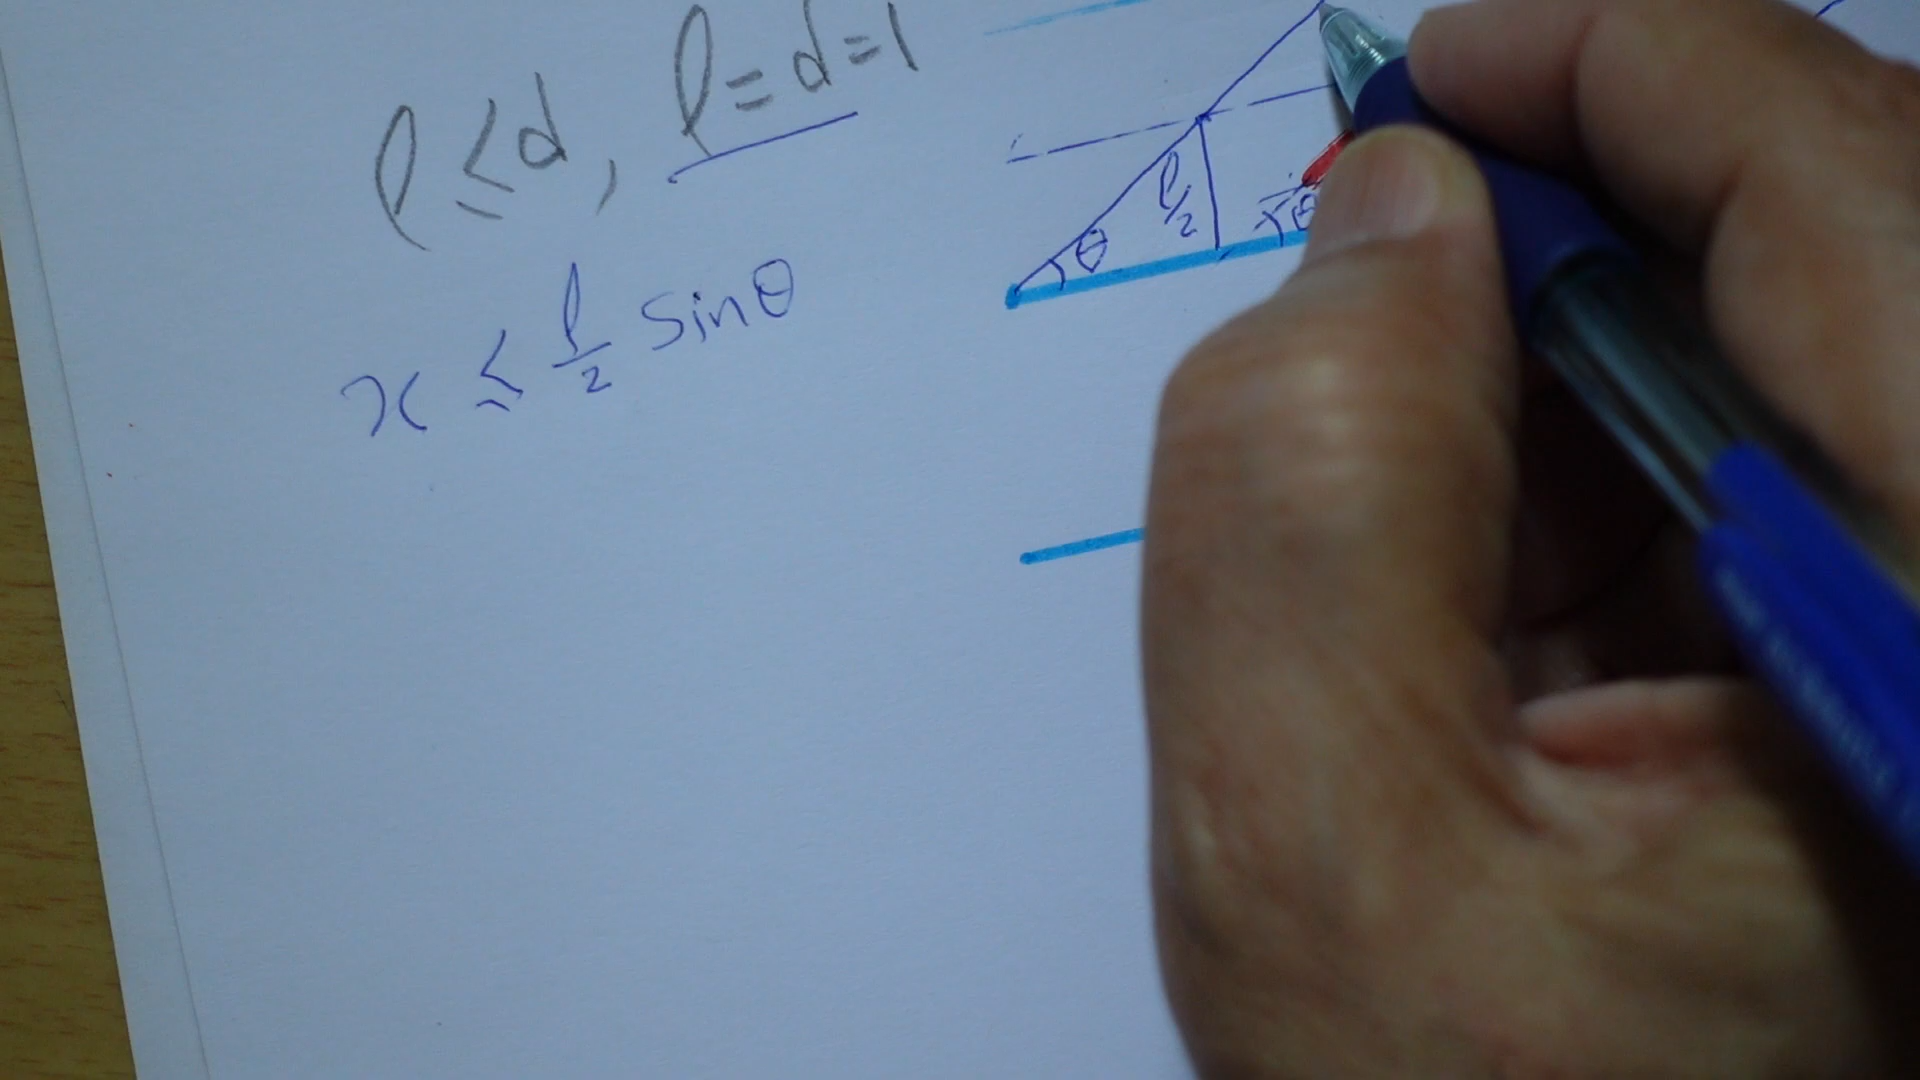 ℓ ≤ d, ℓ = d = 1
x ≤ ℓ/2 sinθ
ℓ/2
θ
θ